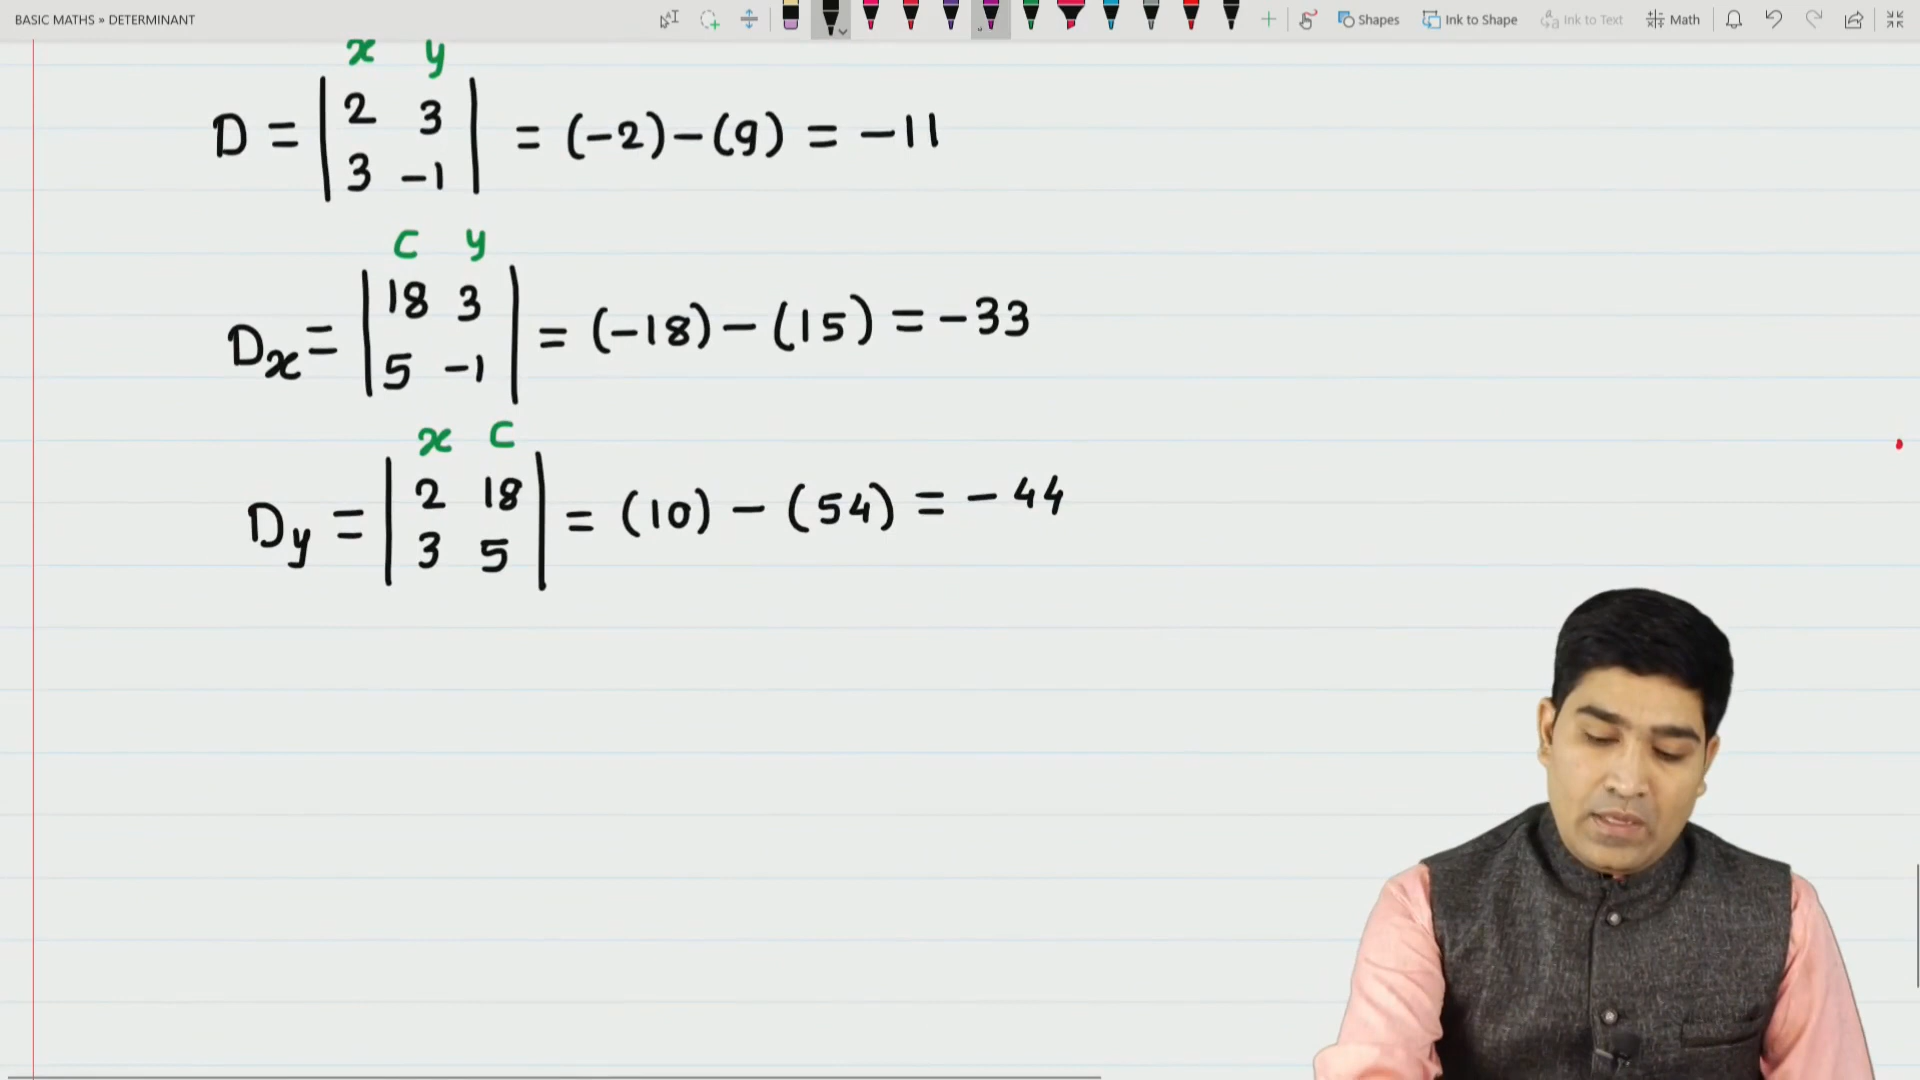 BASIC MATHS » DETERMINANT
Shapes Ink to Shape Ink to Text Math
x y
D = | 2 3 | = (-2) - (9) = -11
3 -1
C y
Dx = | 18 3 | = (-18) - (15) = -33
5 -1
x C
Dy = | 2 18 | = (10) - (54) = -44
3 5